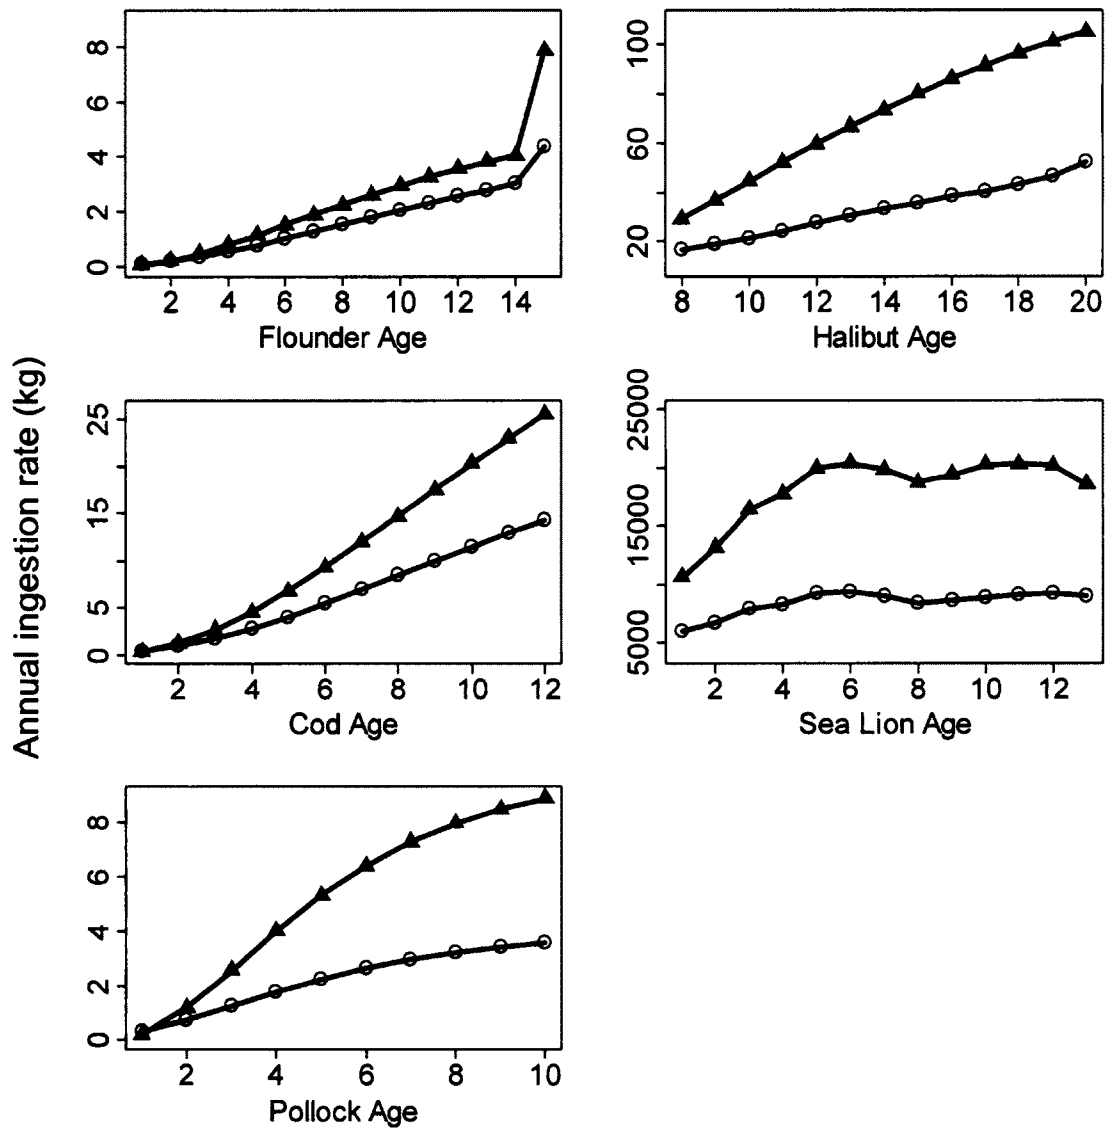 8
6
4
2
0
2 4 6 8 10 12 14
Flounder Age
100
60
20
8 10 12 14 16 18 20
Halibut Age
Annual ingestion rate (kg)
25
15
5
0
2 4 6 8 10 12
Cod Age
25000
15000
5000
2 4 6 8 10 12
Sea Lion Age
8
6
4
2
0
2 4 6 8 10
Pollock Age